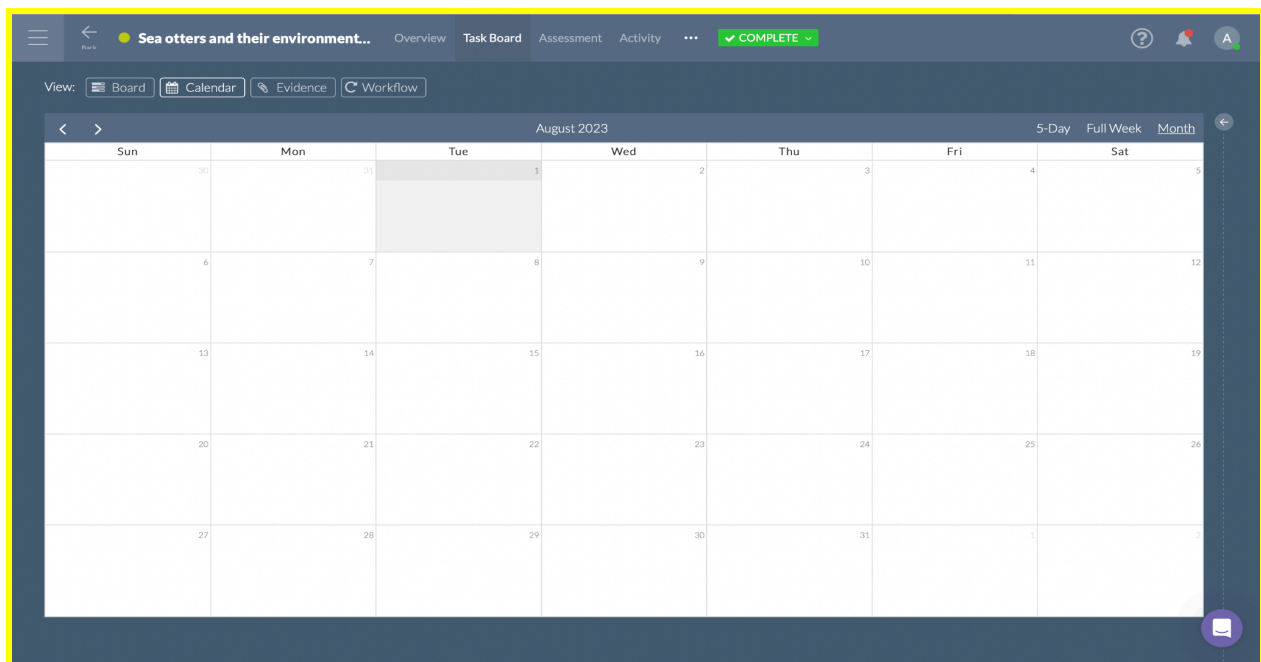 Back Sea otters and their environment... Overview Task Board Assessment Activity ••• COMPLETE ? A
View: Board Calendar Evidence Workflow
August 2023 5-Day Full Week Month
Sun Mon Tue Wed Thu Fri Sat
30 31 1 2 3 4 5
6 7 8 9 10 11 12
13 14 15 16 17 18 19
20 21 22 23 24 25 26
27 28 29 30 31 1 2